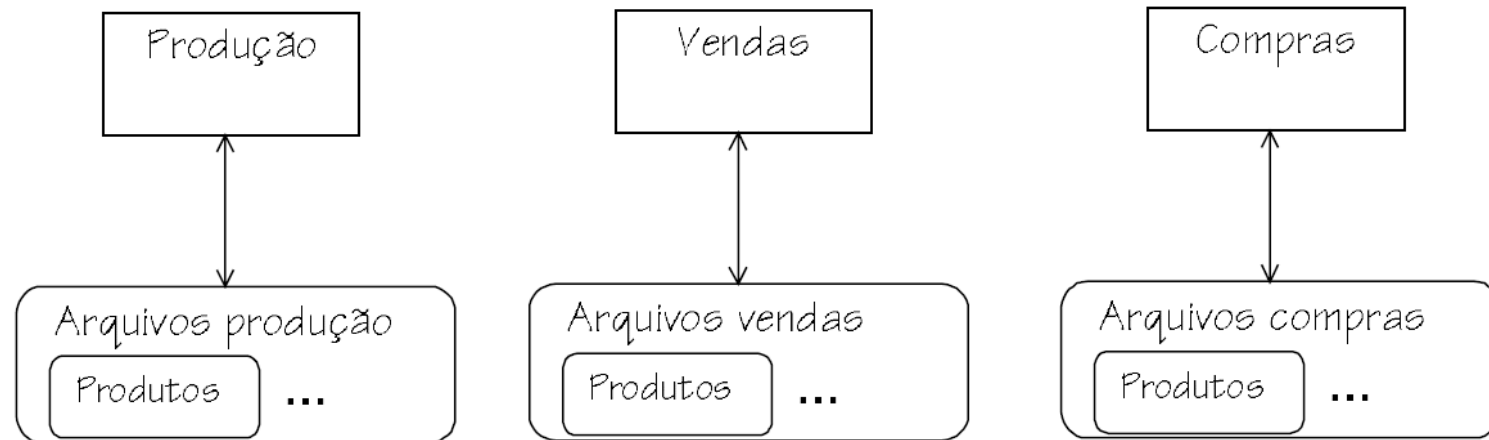 Produção
Vendas
Compras
Arquivos produção
Produtos ...
Arquivos vendas
Produtos ...
Arquivos compras
Produtos ...